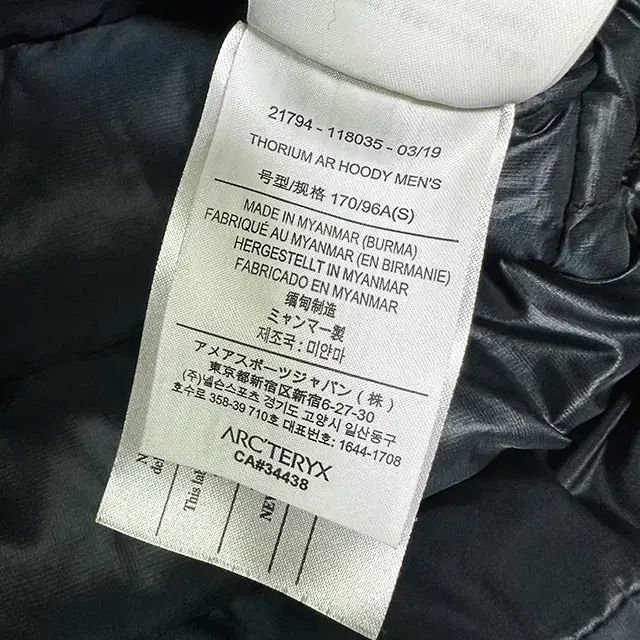 21794 - 118035 - 03/19
THORIUM AR HOODY MEN'S
号型/规格 170/96A(S)
MADE IN MYANMAR (BURMA)
FABRIQUÉ AU MYANMAR (EN BIRMANIE)
HERGESTELLT IN MYANMAR
FABRICADO EN MYANMAR
缅甸制造
ミャンマー製
제조국: 미얀마
アメアスポーツジャパン(株)
東京都新宿区新宿6-27-30
(주)넬슨스포츠 경기도 고양시 일산동구
호수로 358-39 710호 대표번호: 1644-1708
ARC'TERYX
CA#34438
N
del
This lab
NEW